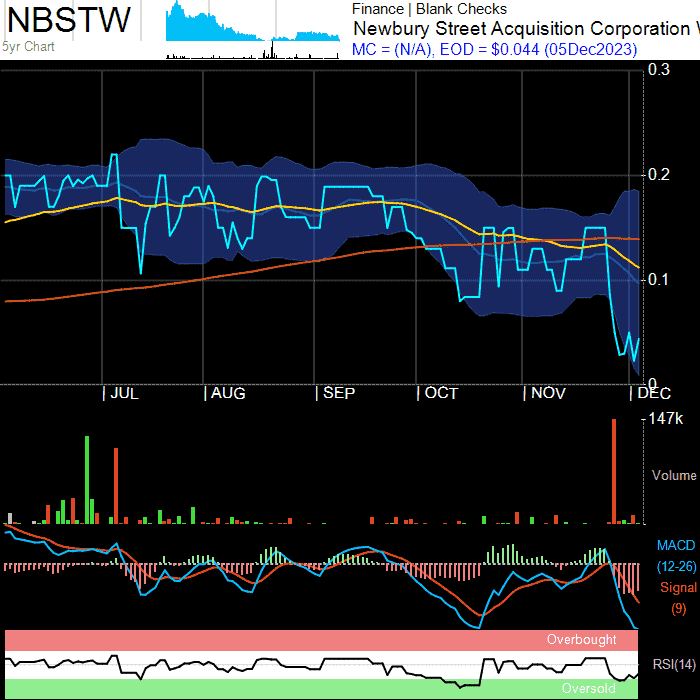 NBSTW
5yr Chart
Finance | Blank Checks
Newbury Street Acquisition Corporation W
MC = (N/A), EOD = $0.044 (05Dec2023)
0.3
0.2
0.1
0
JUL AUG SEP OCT NOV DEC
147k
Volume
MACD
(12-26)
Signal
(9)
Overbought
RSI(14)
Oversold